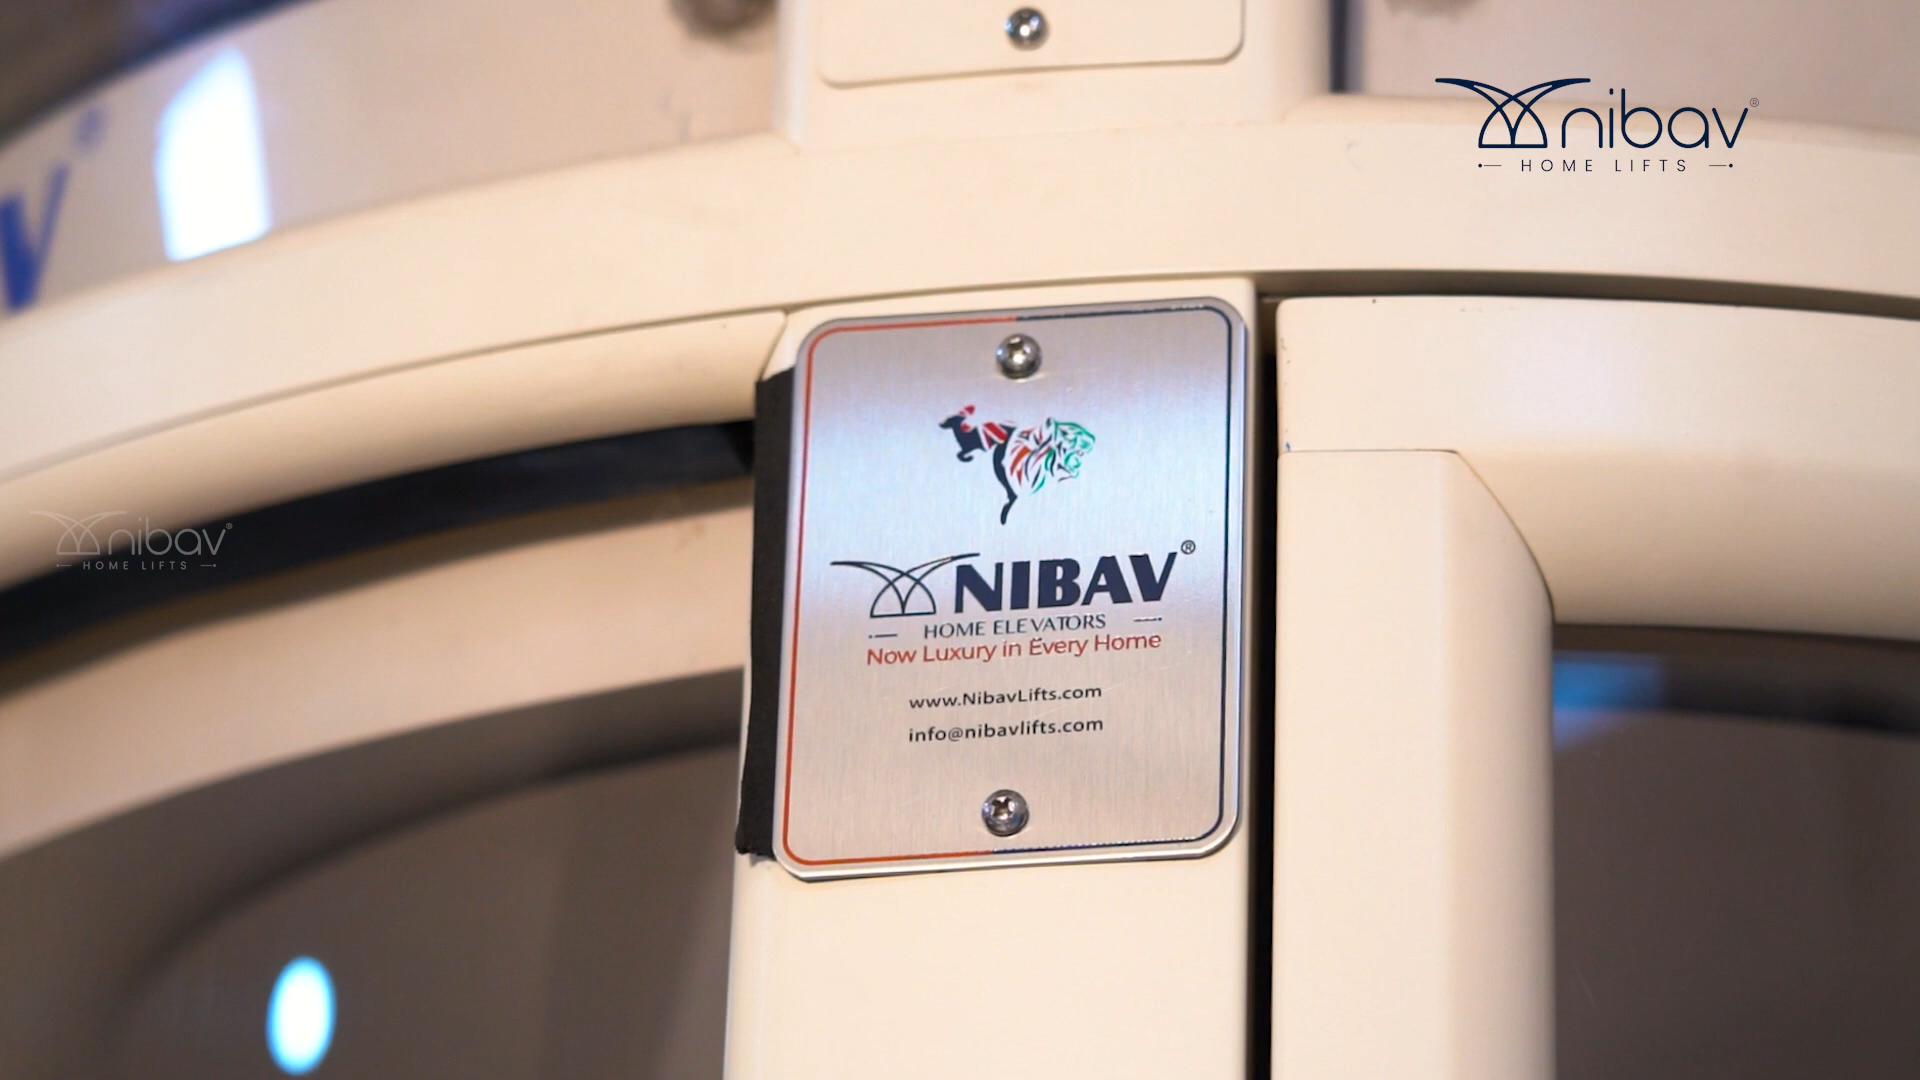 nibav®
HOME LIFTS
V®
NIBAV®
HOME ELEVATORS
Now Luxury in Every Home
www.NibavLifts.com
info@nibavlifts.com
nibav®
HOME LIFTS